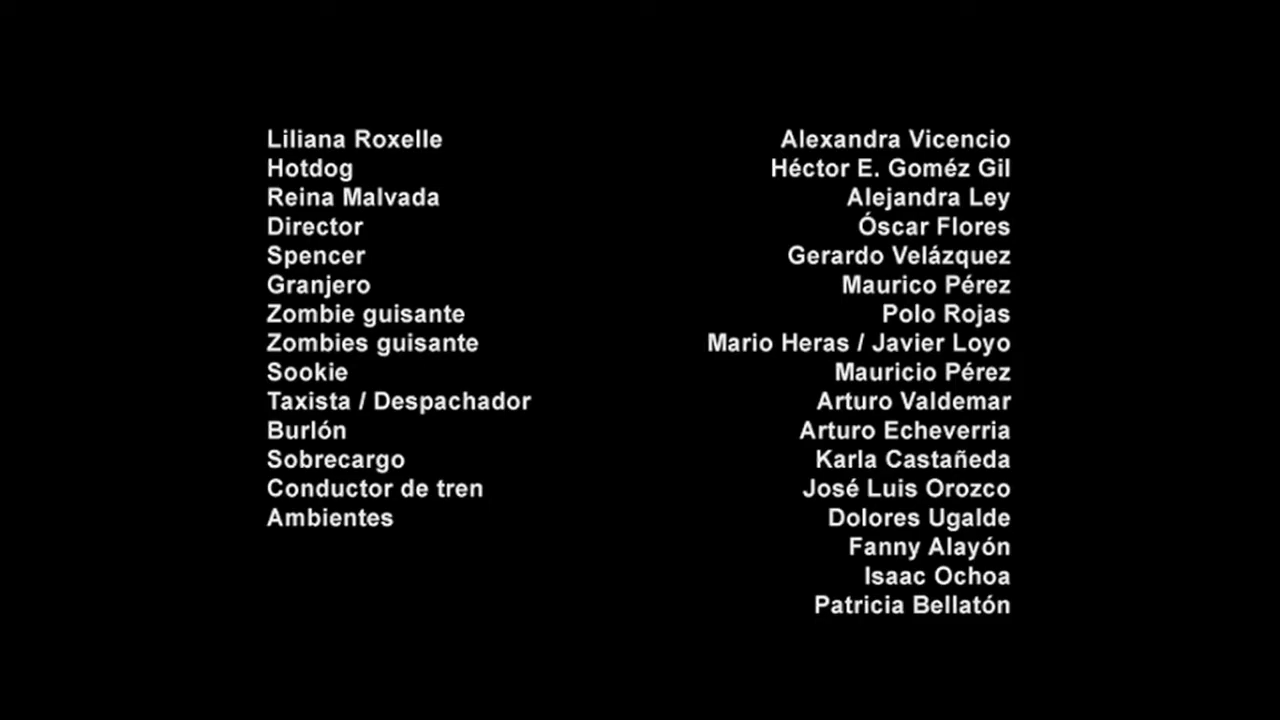 Liliana Roxelle Alexandra Vicencio
Hotdog Héctor E. Goméz Gil
Reina Malvada Alejandra Ley
Director Óscar Flores
Spencer Gerardo Velázquez
Granjero Maurico Pérez
Zombie guisante Polo Rojas
Zombies guisante Mario Heras / Javier Loyo
Sookie Mauricio Pérez
Taxista / Despachador Arturo Valdemar
Burlón Arturo Echeverria
Sobrecargo Karla Castañeda
Conductor de tren José Luis Orozco
Ambientes Dolores Ugalde
Fanny Alayón
Isaac Ochoa
Patricia Bellatón